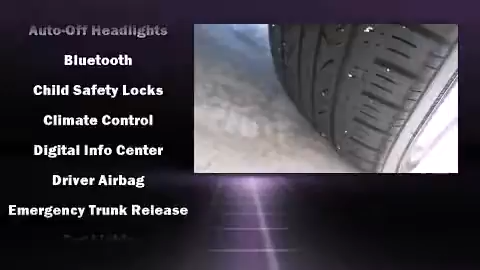 Auto-Off Headlights
Bluetooth
Child Safety Locks
Climate Control
Digital Info Center
Driver Airbag
Emergency Trunk Release